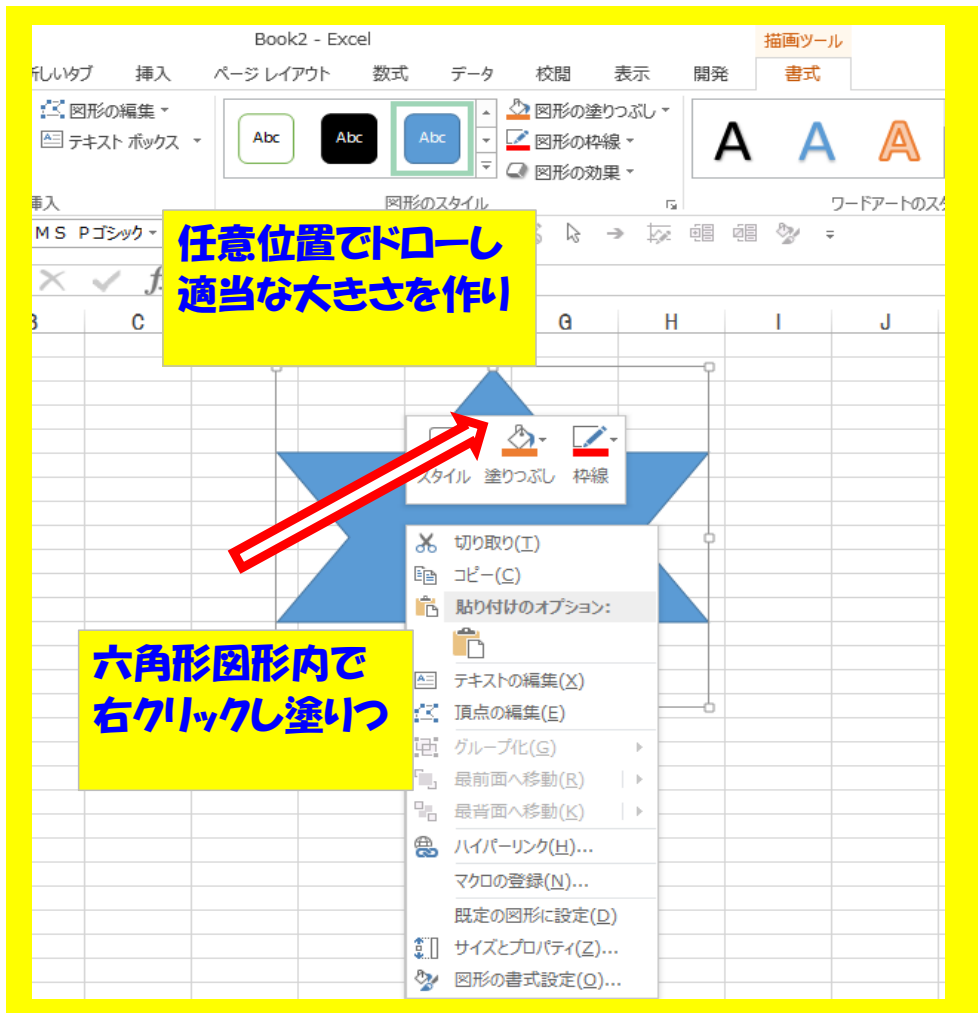 Book2 - Excel
描画ツール
新しいタブ 挿入 ページ レイアウト 数式 データ 校閲 表示 開発 書式
図形の編集
テキスト ボックス
Abc Abc Abc
図形の塗りつぶし
図形の枠線
図形の効果
A A A
挿入
図形のスタイル
ワードアートのスタ
MS Pゴシック
任意位置でドローし
適当な大きさを作り
C G H I J
スタイル 塗りつぶし 枠線
切り取り(T)
コピー(C)
貼り付けのオプション:
テキストの編集(X)
頂点の編集(E)
グループ化(G)
最前面へ移動(R)
最背面へ移動(K)
ハイパーリンク(H)...
マクロの登録(N)...
既定の図形に設定(D)
サイズとプロパティ(Z)...
図形の書式設定(O)...
六角形図形内で
右クリックし塗りつ